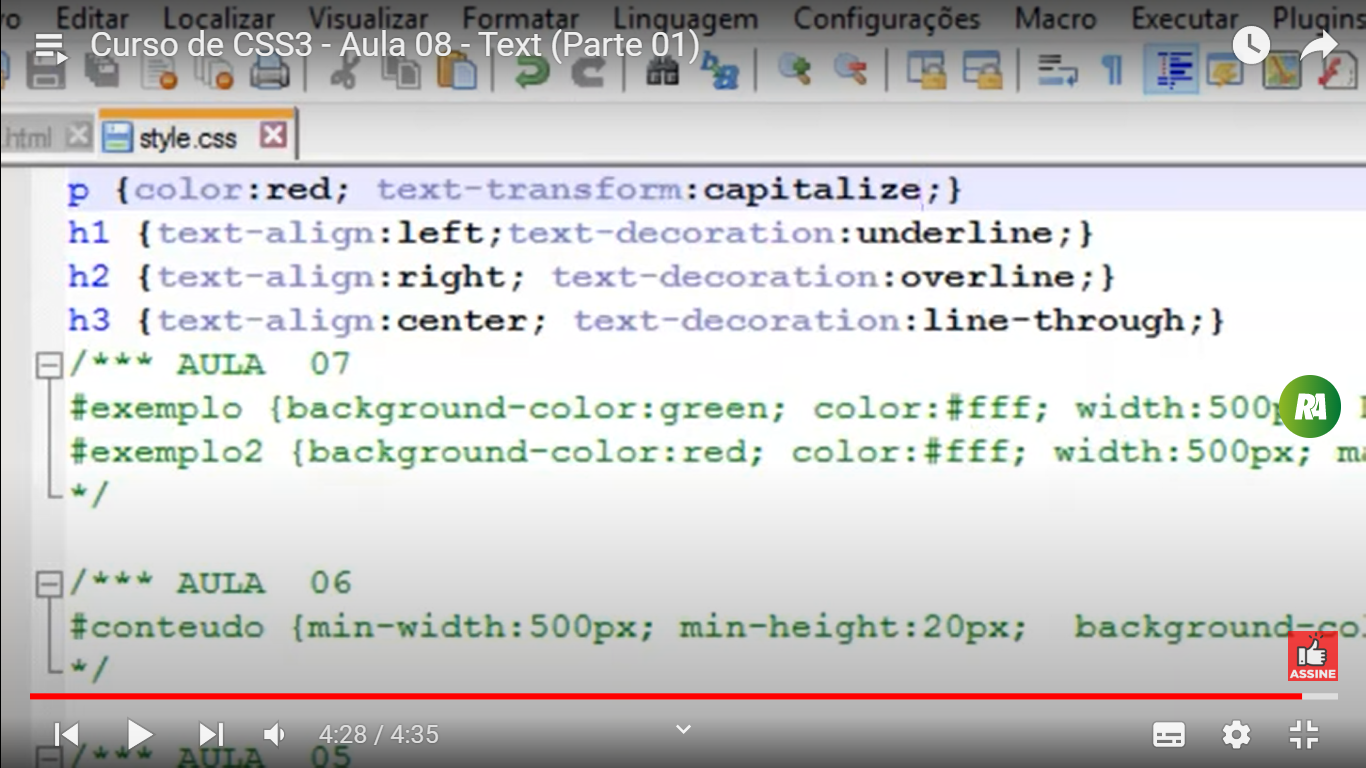 Editar Localizar Visualizar Formatar Linguagem Configurações Macro Executar Plugins
Curso de CSS3 - Aula 08 - Text (Parte 01)
.html style.css
p {color:red; text-transform:capitalize;}
h1 {text-align:left;text-decoration:underline;}
h2 {text-align:right; text-decoration:overline;}
h3 {text-align:center; text-decoration:line-through;}
/*** AULA  07
#exemplo {background-color:green; color:#fff; width:500p
RA
#exemplo2 {background-color:red; color:#fff; width:500px; ma
*/
/*** AULA  06
#conteudo {min-width:500px; min-height:20px;  background-co
*/
ASSINE
4:28 / 4:35
/*** AULA  05